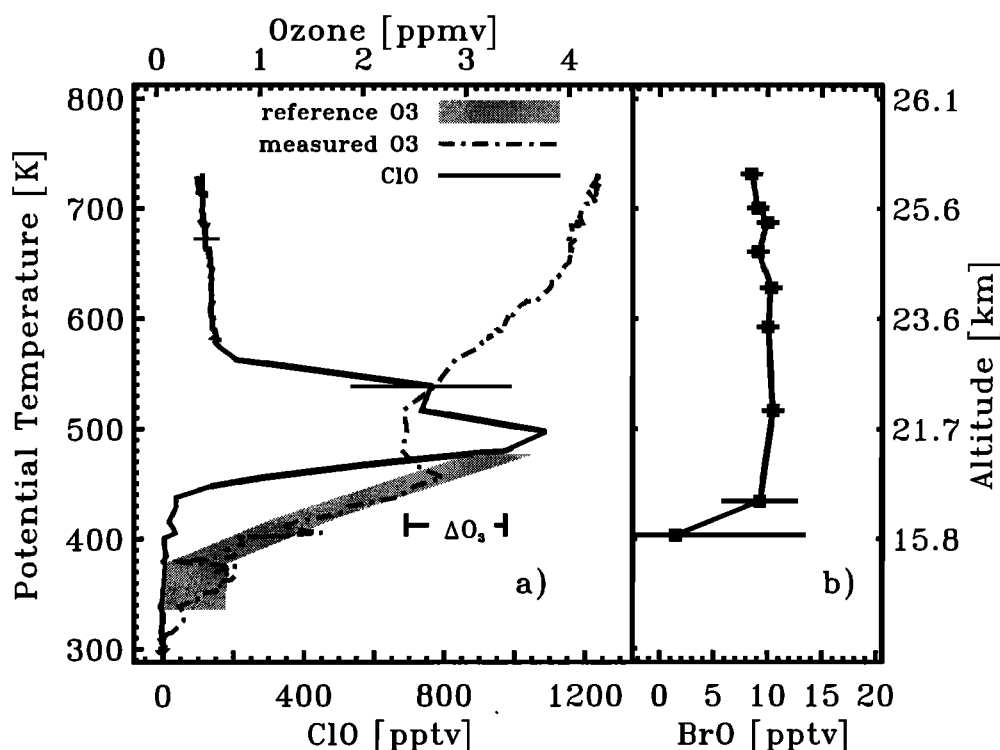 Ozone [ppmv]
0 1 2 3 4
reference O3
measured O3
ClO
800
700
600
500
400
300
Potential Temperature [K]
ΔO₃
a)
b)
26.1
25.6
23.6
21.7
15.8
Altitude [km]
0 400 800 1200
0 5 10 15 20
ClO [pptv]
BrO [pptv]